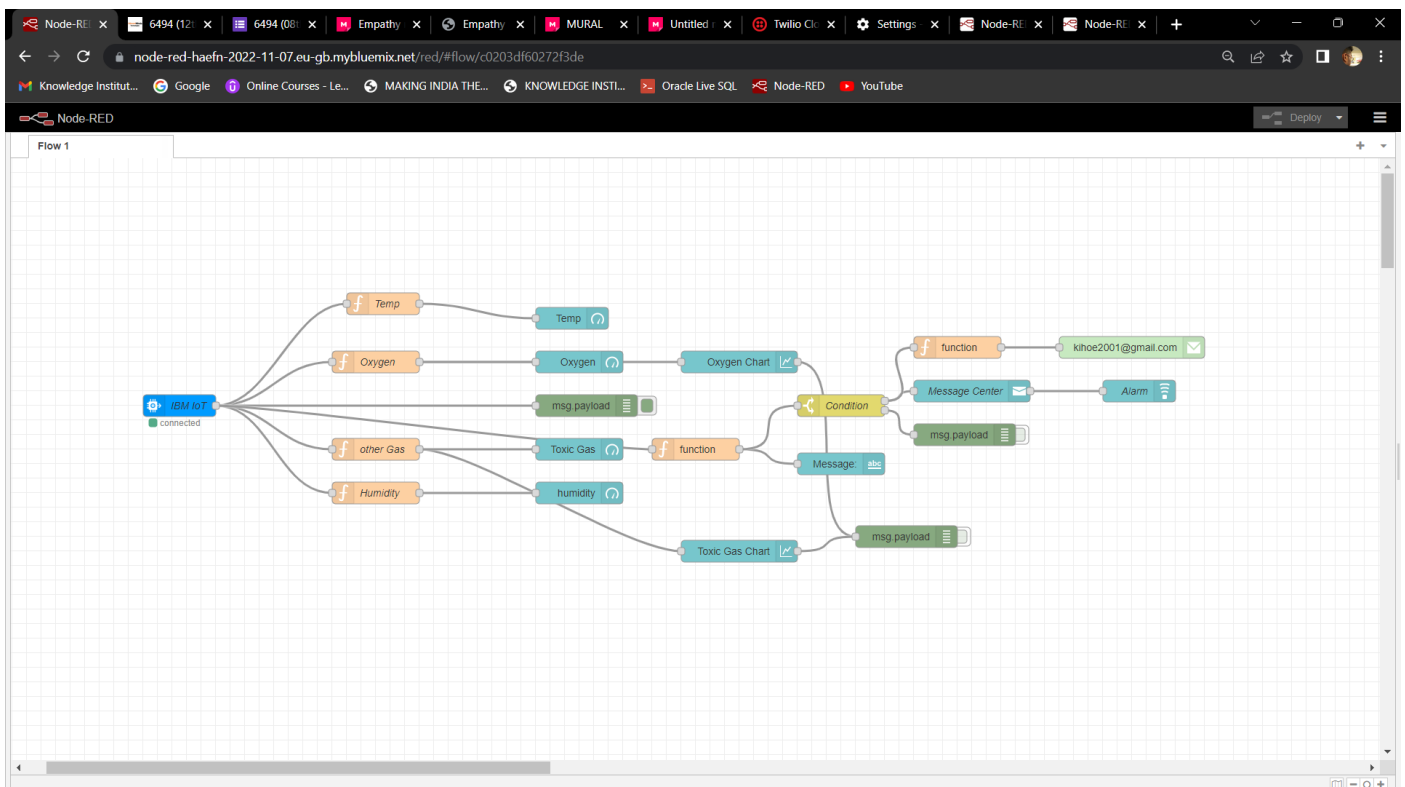 Node-RE
6494 (12t
6494 (08t
Empathy
Empathy
MURAL
Untitled r
Twilio Clo
Settings -
Node-RE
Node-RE
node-red-haefn-2022-11-07.eu-gb.mybluemix.net/red/#flow/c0203df60272f3de
Knowledge Institut...
Google
Online Courses - Le...
MAKING INDIA THE...
KNOWLEDGE INSTI...
Oracle Live SQL
Node-RED
YouTube
Node-RED
Deploy
Flow 1
Temp
Temp
function
kihoe2001@gmail.com
Oxygen
Oxygen
Oxygen Chart
Message Center
Alarm
IBM IoT
connected
msg.payload
Condition
msg.payload
other Gas
Toxic Gas
function
Message:
abc
Humidity
humidity
msg.payload
Toxic Gas Chart